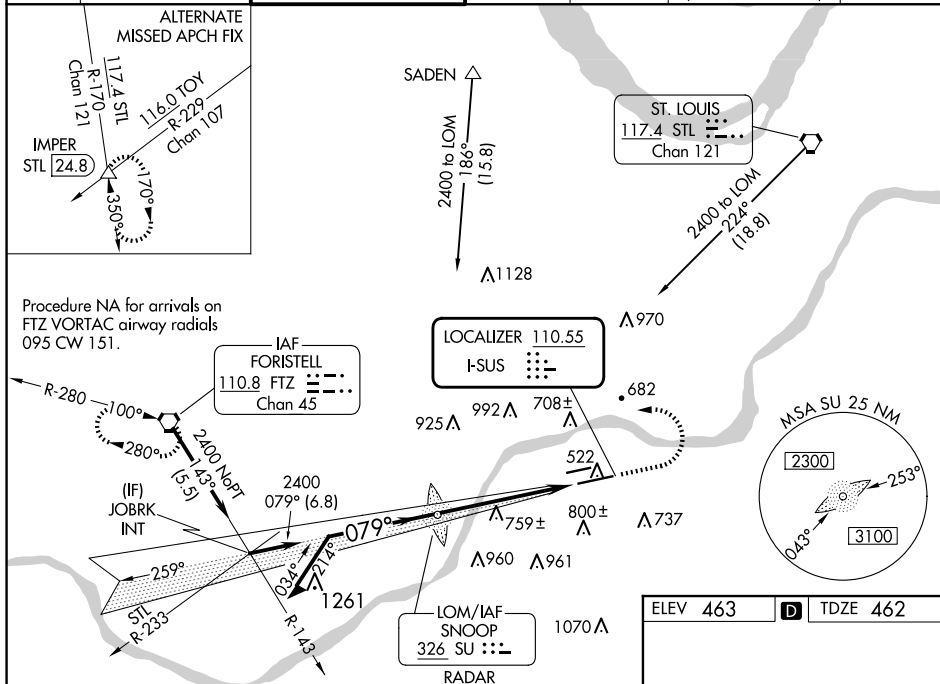 ALTERNATE
MISSED APCH FIX
117.4 STL
R-170
Chan 121
116.0 TOY
R-229
Chan 107
IMPER
STL 24.8
170°
350°
SADEN
2400 to LOM
186°
(15.8)
ST. LOUIS
117.4 STL
Chan 121
2400 to LOM
224°
(18.8)
1128
970
Procedure NA for arrivals on
FTZ VORTAC airway radials
095 CW 151.
IAF
FORISTELL
110.8 FTZ
Chan 45
LOCALIZER 110.55
I-SUS
R-280
100°
280°
2400 NoPT
143°
(5.5)
925
992
708±
682
522
MSA SU 25 NM
2300
253°
043°
3100
(IF)
JOBRK
INT
2400
079° (6.8)
079°
759±
800±
737
259°
034°
214°
960
961
1261
STL
R-233
R-143
LOM/IAF
SNOOP
326 SU
RADAR
1070
ELEV 463 D TDZE 462